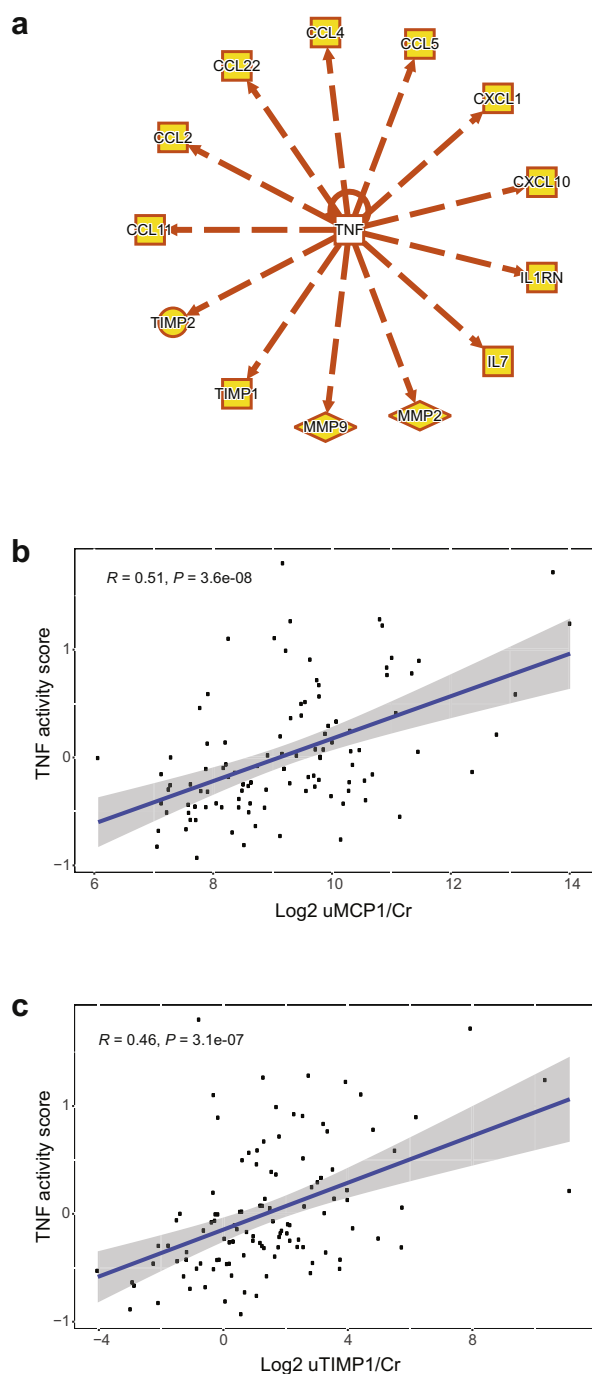 a
CCL4
CCL5
CCL22
CXCL1
CCL2
CXCL10
TNF
CCL11
IL1RN
TIMP2
IL7
TIMP1
MMP2
MMP9
b
R = 0.51, P = 3.6e-08
TNF activity score
1
0
−1
6 8 10 12 14
Log2 uMCP1/Cr
c
R = 0.46, P = 3.1e-07
TNF activity score
1
0
−1
−4 0 4 8
Log2 uTIMP1/Cr